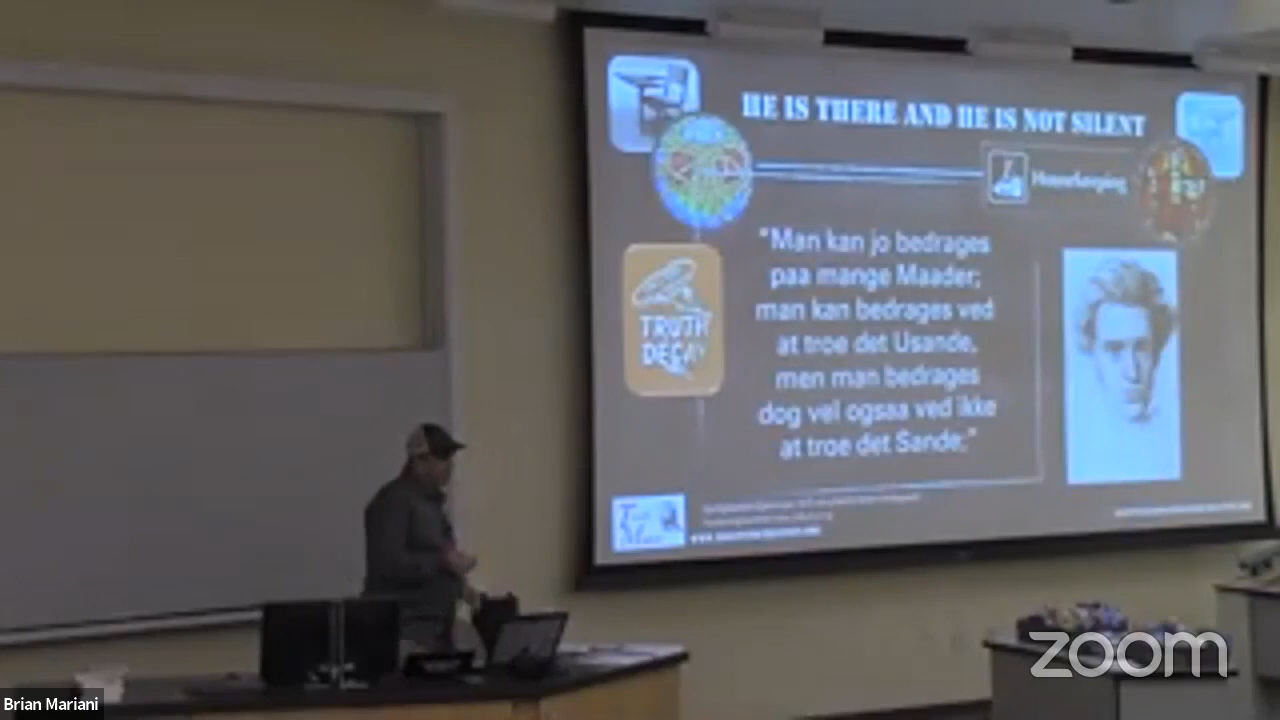 HE IS THERE AND HE IS NOT SILENT
Housekeeping
"Man kan jo bedrages
paa mange Maader;
man kan bedrages ved
at troe det Usande,
men man bedrages
dog vel ogsaa ved ikke
at troe det Sande;"
TRUTH
DECAY
zoom
Brian Mariani